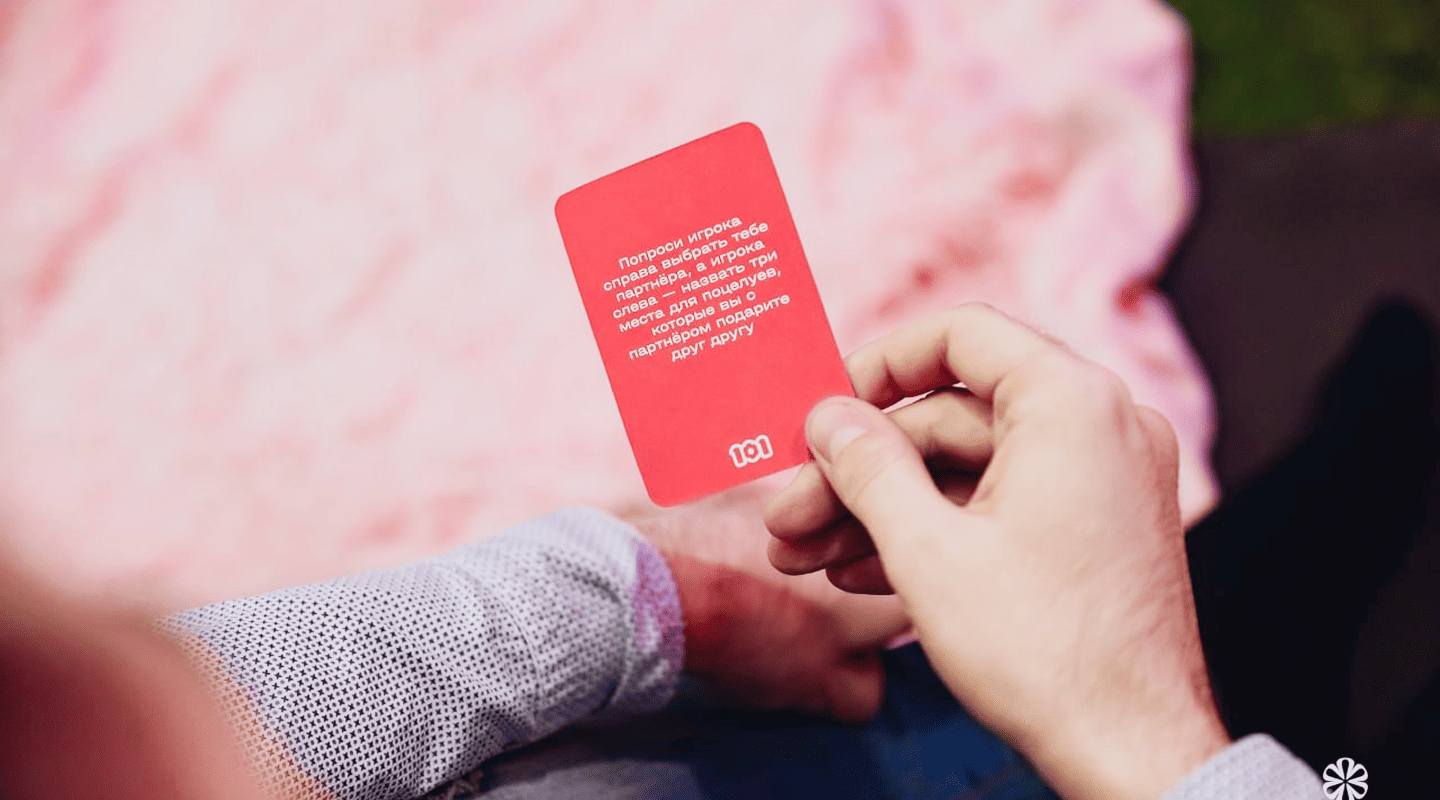 Попроси игрока
справа выбрать тебе
партнёра, а игрока
слева — назвать три
места для поцелуев,
которые вы с
партнёром подарите
друг другу
101